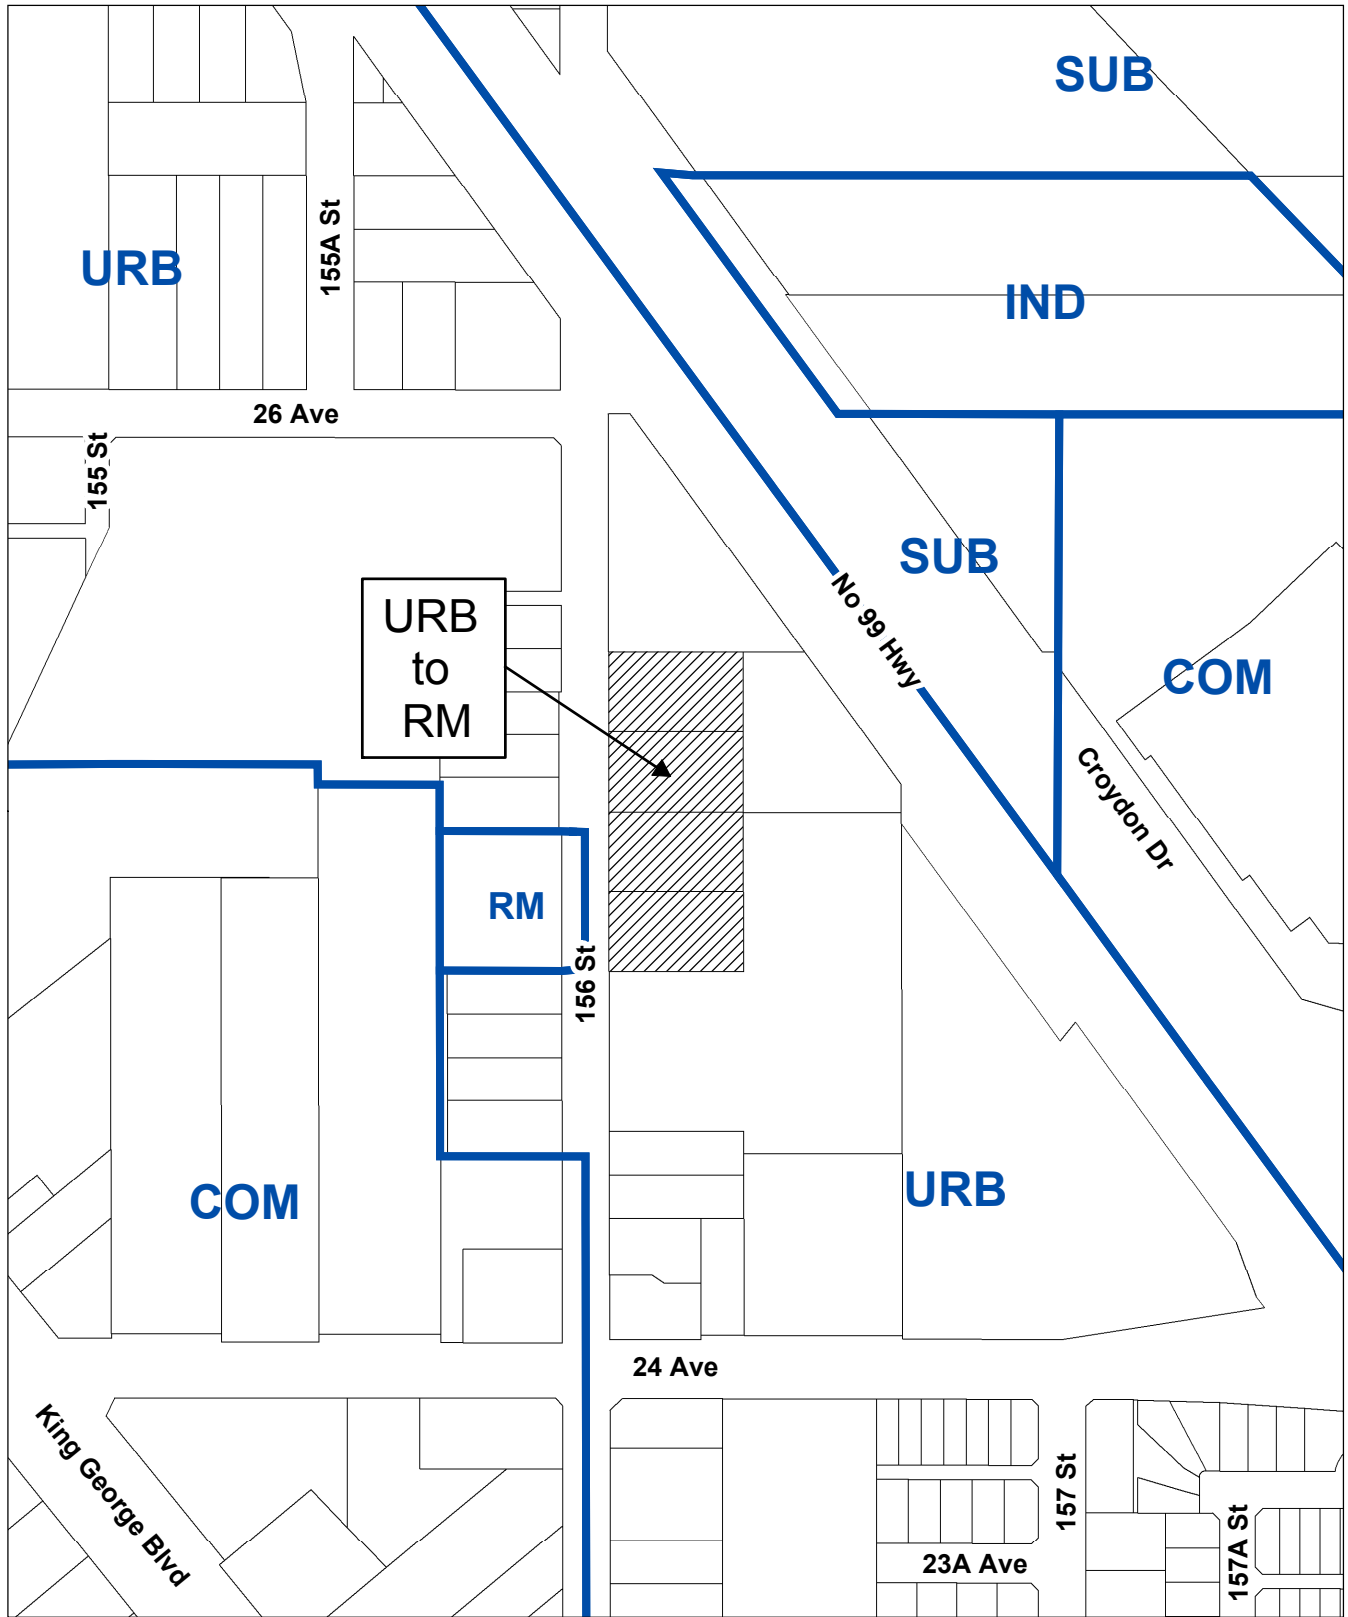 SUB
155A St
URB
IND
26 Ave
155 St
SUB
URB
to
RM
No 99 Hwy
COM
Croydon Dr
RM
156 St
COM
URB
24 Ave
King George Blvd
157 St
157A St
23A Ave